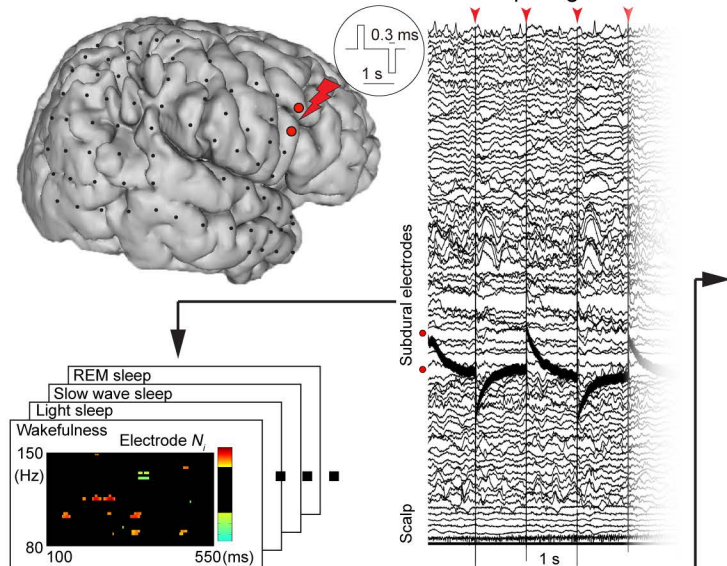 0.3 ms
1 s
Subdural electrodes
Scalp
1 s
REM sleep
Slow wave sleep
Light sleep
Wakefulness
Electrode Ni
150
(Hz)
80
100
550(ms)